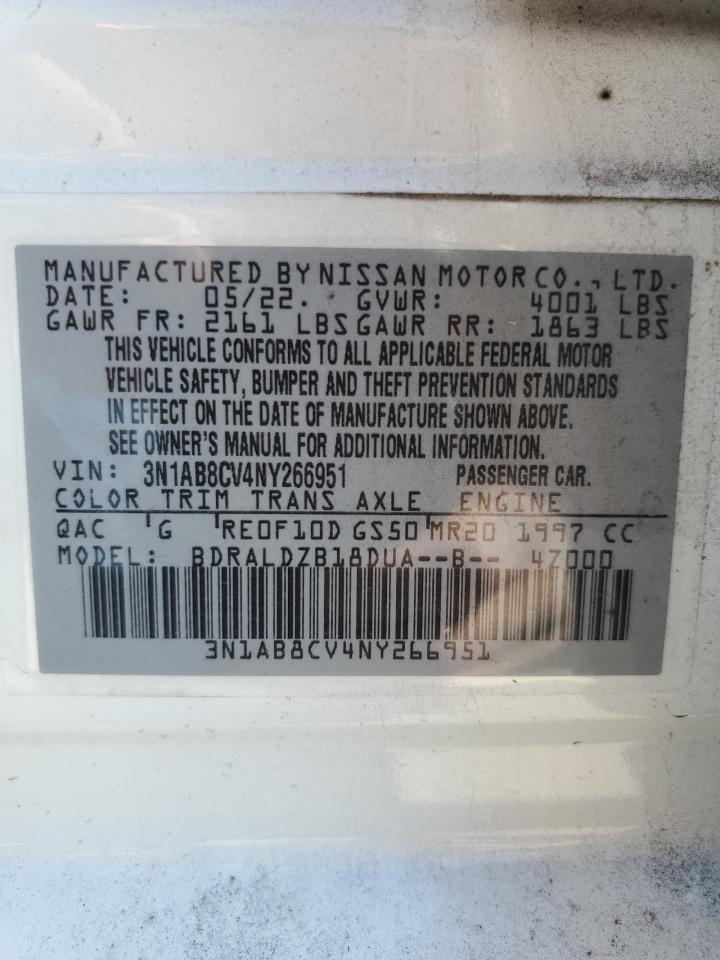 MANUFACTURED BY NISSAN MOTOR CO., LTD.
DATE: 05/22. GVWR: 4001 LBS
GAWR FR: 2161 LBS GAWR RR: 1863 LBS
THIS VEHICLE CONFORMS TO ALL APPLICABLE FEDERAL MOTOR
VEHICLE SAFETY, BUMPER AND THEFT PREVENTION STANDARDS
IN EFFECT ON THE DATE OF MANUFACTURE SHOWN ABOVE.
SEE OWNER'S MANUAL FOR ADDITIONAL INFORMATION.
VIN: 3N1AB8CV4NY266951 PASSENGER CAR.
COLOR TRIM TRANS AXLE ENGINE
QAC G RE0F10D GS50 MR20 1997 CC
MODEL: BDRALDZB18DUA--B-- 4Z000
3N1AB8CV4NY266951